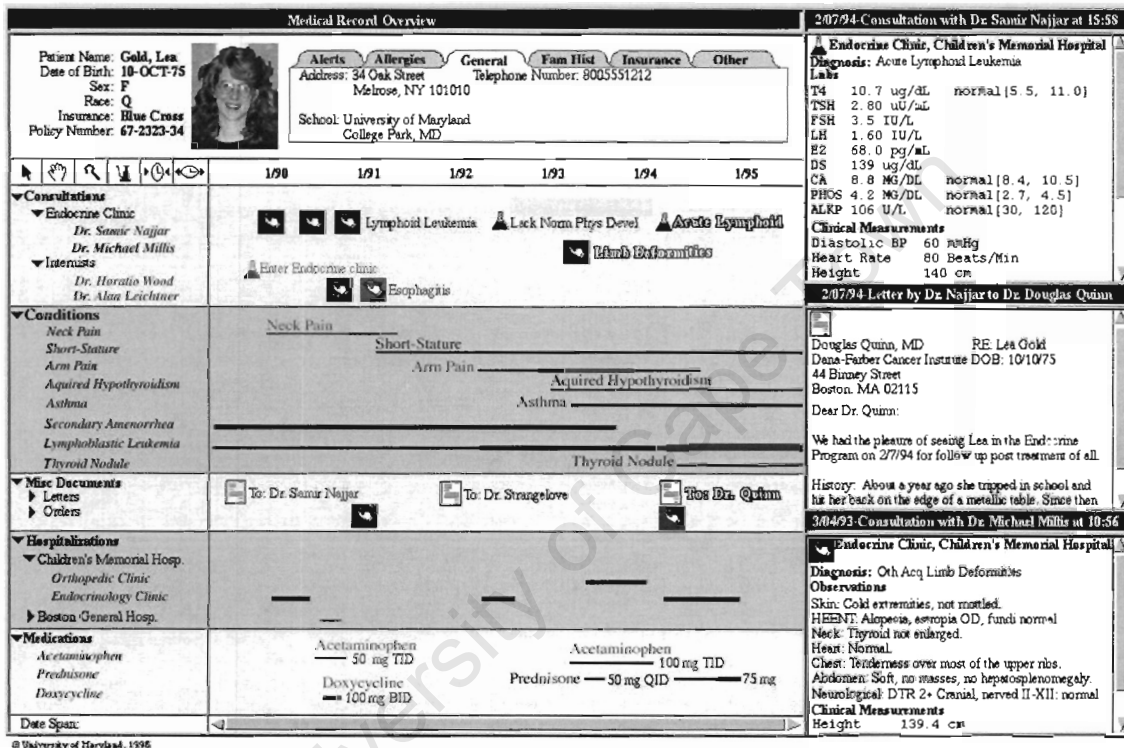 Medical Record Overview
Patient Name: Gold, Lea
Date of Birth: 10-OCT-75
Sex: F
Race: Q
Insurance: Blue Cross
Policy Number: 67-2323-34
Alerts Allergies General Fam Hist Insurance Other
Address: 34 Oak Street Telephone Number: 8005551212
Melrose, NY 101010
School: University of Maryland
College Park, MD
1/90 1/91 1/92 1/93 1/94 1/95
Consultations
Endocrine Clinic
Dr. Samir Najjar
Dr. Michael Millis
Internists
Dr. Horatio Wood
Dr. Alan Leichtner
Lymphoid Leukemia Lack Norm Phys Devel Acute Lymphoid
Limb Deformities
Enter Endocrine clinic
Esophagitis
Conditions
Neck Pain
Short-Stature
Arm Pain
Aquired Hypothyroidism
Asthma
Secondary Amenorrhea
Lymphoblastic Leukemia
Thyroid Nodule
Neck Pain
Short-Stature
Arm Pain
Aquired Hypothyroidism
Asthma
Thyroid Nodule
Misc Documents
Letters
Orders
To: Dr. Samir Najjar To: Dr. Strangelove To: Dr. Quinn
Hospitalizations
Children's Memorial Hosp.
Orthopedic Clinic
Endocrinology Clinic
Boston General Hosp.
Medications
Acetaminophen
Prednisone
Doxycycline
Acetaminophen Acetaminophen
50 mg TID 100 mg TID
Doxycycline Prednisone 50 mg QID 75 mg
100 mg BID
Date Span:
@ University of Maryland, 1995
2/07/94-Consultation with Dr. Samir Najjar at 15:58
Endocrine Clinic, Children's Memorial Hospital
Diagnosis: Acute Lymphoid Leukemia
Labs
T4 10.7 ug/dL normal[5.5, 11.0]
TSH 2.80 uU/mL
FSH 3.5 IU/L
LH 1.60 IU/L
E2 68.0 pg/mL
DS 139 ug/dL
CA 8.8 MG/DL normal[8.4, 10.5]
PHOS 4.2 MG/DL normal[2.7, 4.5]
ALKP 106 U/L normal[30, 120]
Clinical Measurements
Diastolic BP 60 mmHg
Heart Rate 80 Beats/Min
Height 140 cm
2/07/94-Letter by Dr. Najjar to Dr. Douglas Quinn
Douglas Quinn, MD RE: Lea Gold
Dana-Farber Cancer Institute DOB: 10/10/75
44 Binney Street
Boston, MA 02115
Dear Dr. Quinn:
We had the pleasure of seeing Lea in the Endocrine
Program on 2/7/94 for follow up post treatment of all.
History: About a year ago she tripped in school and
hit her back on the edge of a metallic table. Since then
3/04/93-Consultation with Dr. Michael Millis at 10:56
Endocrine Clinic, Children's Memorial Hospital
Diagnosis: Oth Acq Limb Deformities
Observations
Skin: Cold extremities, not mottled.
HEENT: Alopecia, esotropia OD, fundi normal
Neck: Thyroid not enlarged.
Heart: Normal.
Chest: Tenderness over most of the upper ribs.
Abdomen: Soft, no masses, no hepatosplenomegaly.
Neurological: DTR 2+ Cranial, nerved II-XII: normal
Clinical Measurements
Height 139.4 cm
University of Cape Town